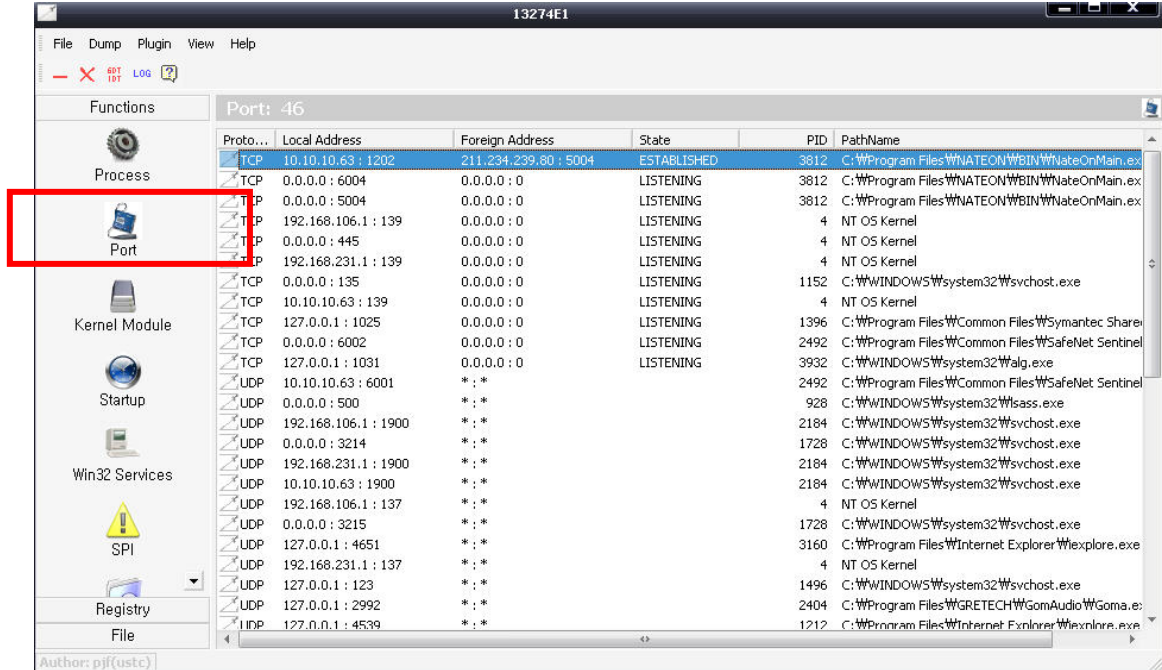 13274E1
File Dump Plugin View Help
GDT IDT LOG
Functions
Process
Port
Kernel Module
Startup
Win32 Services
SPI
Registry
File
Port: 46
Proto... Local Address Foreign Address State PID PathName
TCP 10.10.10.63 : 1202 211.234.239.80 : 5004 ESTABLISHED 3812 C:₩Program Files₩NATEON₩BIN₩NateOnMain.ex
TCP 0.0.0.0 : 6004 0.0.0.0 : 0 LISTENING 3812 C:₩Program Files₩NATEON₩BIN₩NateOnMain.ex
TCP 0.0.0.0 : 5004 0.0.0.0 : 0 LISTENING 3812 C:₩Program Files₩NATEON₩BIN₩NateOnMain.ex
TCP 192.168.106.1 : 139 0.0.0.0 : 0 LISTENING 4 NT OS Kernel
TCP 0.0.0.0 : 445 0.0.0.0 : 0 LISTENING 4 NT OS Kernel
TCP 192.168.231.1 : 139 0.0.0.0 : 0 LISTENING 4 NT OS Kernel
TCP 0.0.0.0 : 135 0.0.0.0 : 0 LISTENING 1152 C:₩WINDOWS₩system32₩svchost.exe
TCP 10.10.10.63 : 139 0.0.0.0 : 0 LISTENING 4 NT OS Kernel
TCP 127.0.0.1 : 1025 0.0.0.0 : 0 LISTENING 1396 C:₩Program Files₩Common Files₩Symantec Share
TCP 0.0.0.0 : 6002 0.0.0.0 : 0 LISTENING 2492 C:₩Program Files₩Common Files₩SafeNet Sentinel
TCP 127.0.0.1 : 1031 0.0.0.0 : 0 LISTENING 3932 C:₩WINDOWS₩system32₩alg.exe
UDP 10.10.10.63 : 6001 * : * 2492 C:₩Program Files₩Common Files₩SafeNet Sentinel
UDP 0.0.0.0 : 500 * : * 928 C:₩WINDOWS₩system32₩lsass.exe
UDP 192.168.106.1 : 1900 * : * 2184 C:₩WINDOWS₩system32₩svchost.exe
UDP 0.0.0.0 : 3214 * : * 1728 C:₩WINDOWS₩system32₩svchost.exe
UDP 192.168.231.1 : 1900 * : * 2184 C:₩WINDOWS₩system32₩svchost.exe
UDP 10.10.10.63 : 1900 * : * 2184 C:₩WINDOWS₩system32₩svchost.exe
UDP 192.168.106.1 : 137 * : * 4 NT OS Kernel
UDP 0.0.0.0 : 3215 * : * 1728 C:₩WINDOWS₩system32₩svchost.exe
UDP 127.0.0.1 : 4651 * : * 3160 C:₩Program Files₩Internet Explorer₩iexplore.exe
UDP 192.168.231.1 : 137 * : * 4 NT OS Kernel
UDP 127.0.0.1 : 123 * : * 1496 C:₩WINDOWS₩system32₩svchost.exe
UDP 127.0.0.1 : 2992 * : * 2404 C:₩Program Files₩GRETECH₩GomAudio₩Goma.ex
UDP 127.0.0.1 : 4539 * : * 1212 C:₩Program Files₩Internet Explorer₩iexplore.exe
Author: pjf(ustc)